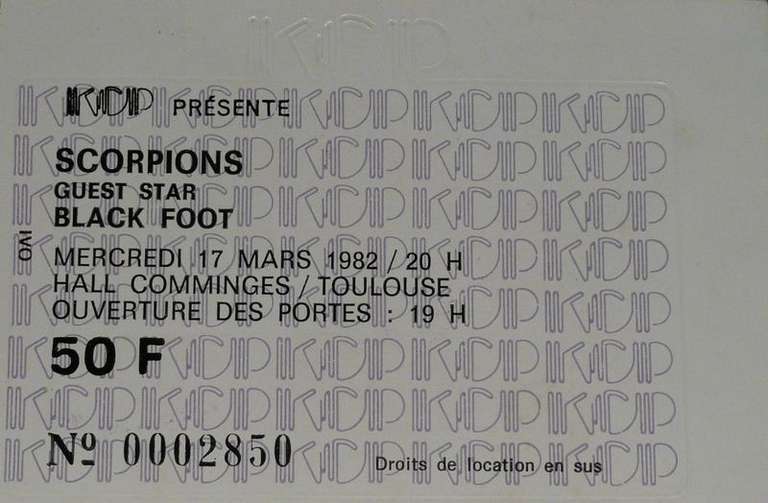 KCP
KCP PRÉSENTE
SCORPIONS
GUEST STAR
BLACK FOOT
IVO
MERCREDI 17 MARS 1982 / 20 H
HALL COMMINGES / TOULOUSE
OUVERTURE DES PORTES : 19 H
50 F
Nº 0002850
Droits de location en sus